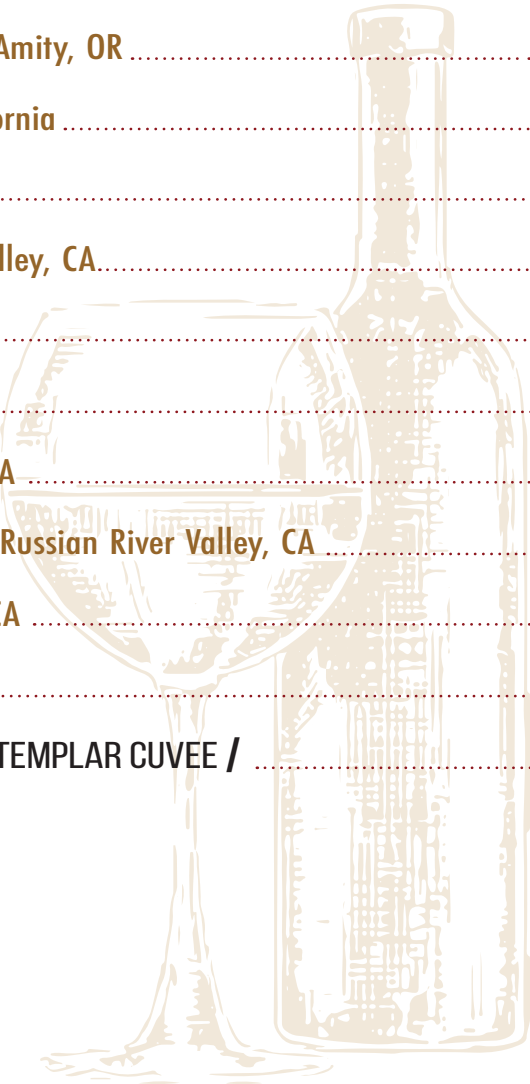 Amity, OR
ornia
lley, CA
A
Russian River Valley, CA
CA
TEMPLAR CUVEE /